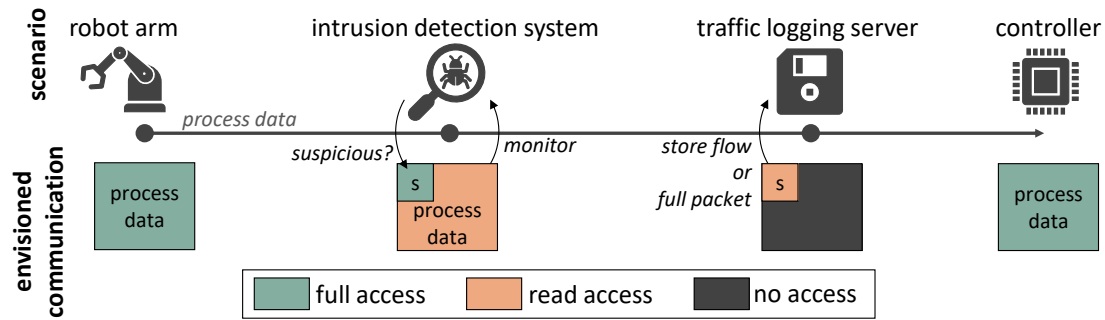 scenario
robot arm
intrusion detection system
traffic logging server
controller
process data
suspicious?
monitor
store flow
or
full packet
envisioned
communication
process
data
s
process
data
s
process
data
full access
read access
no access